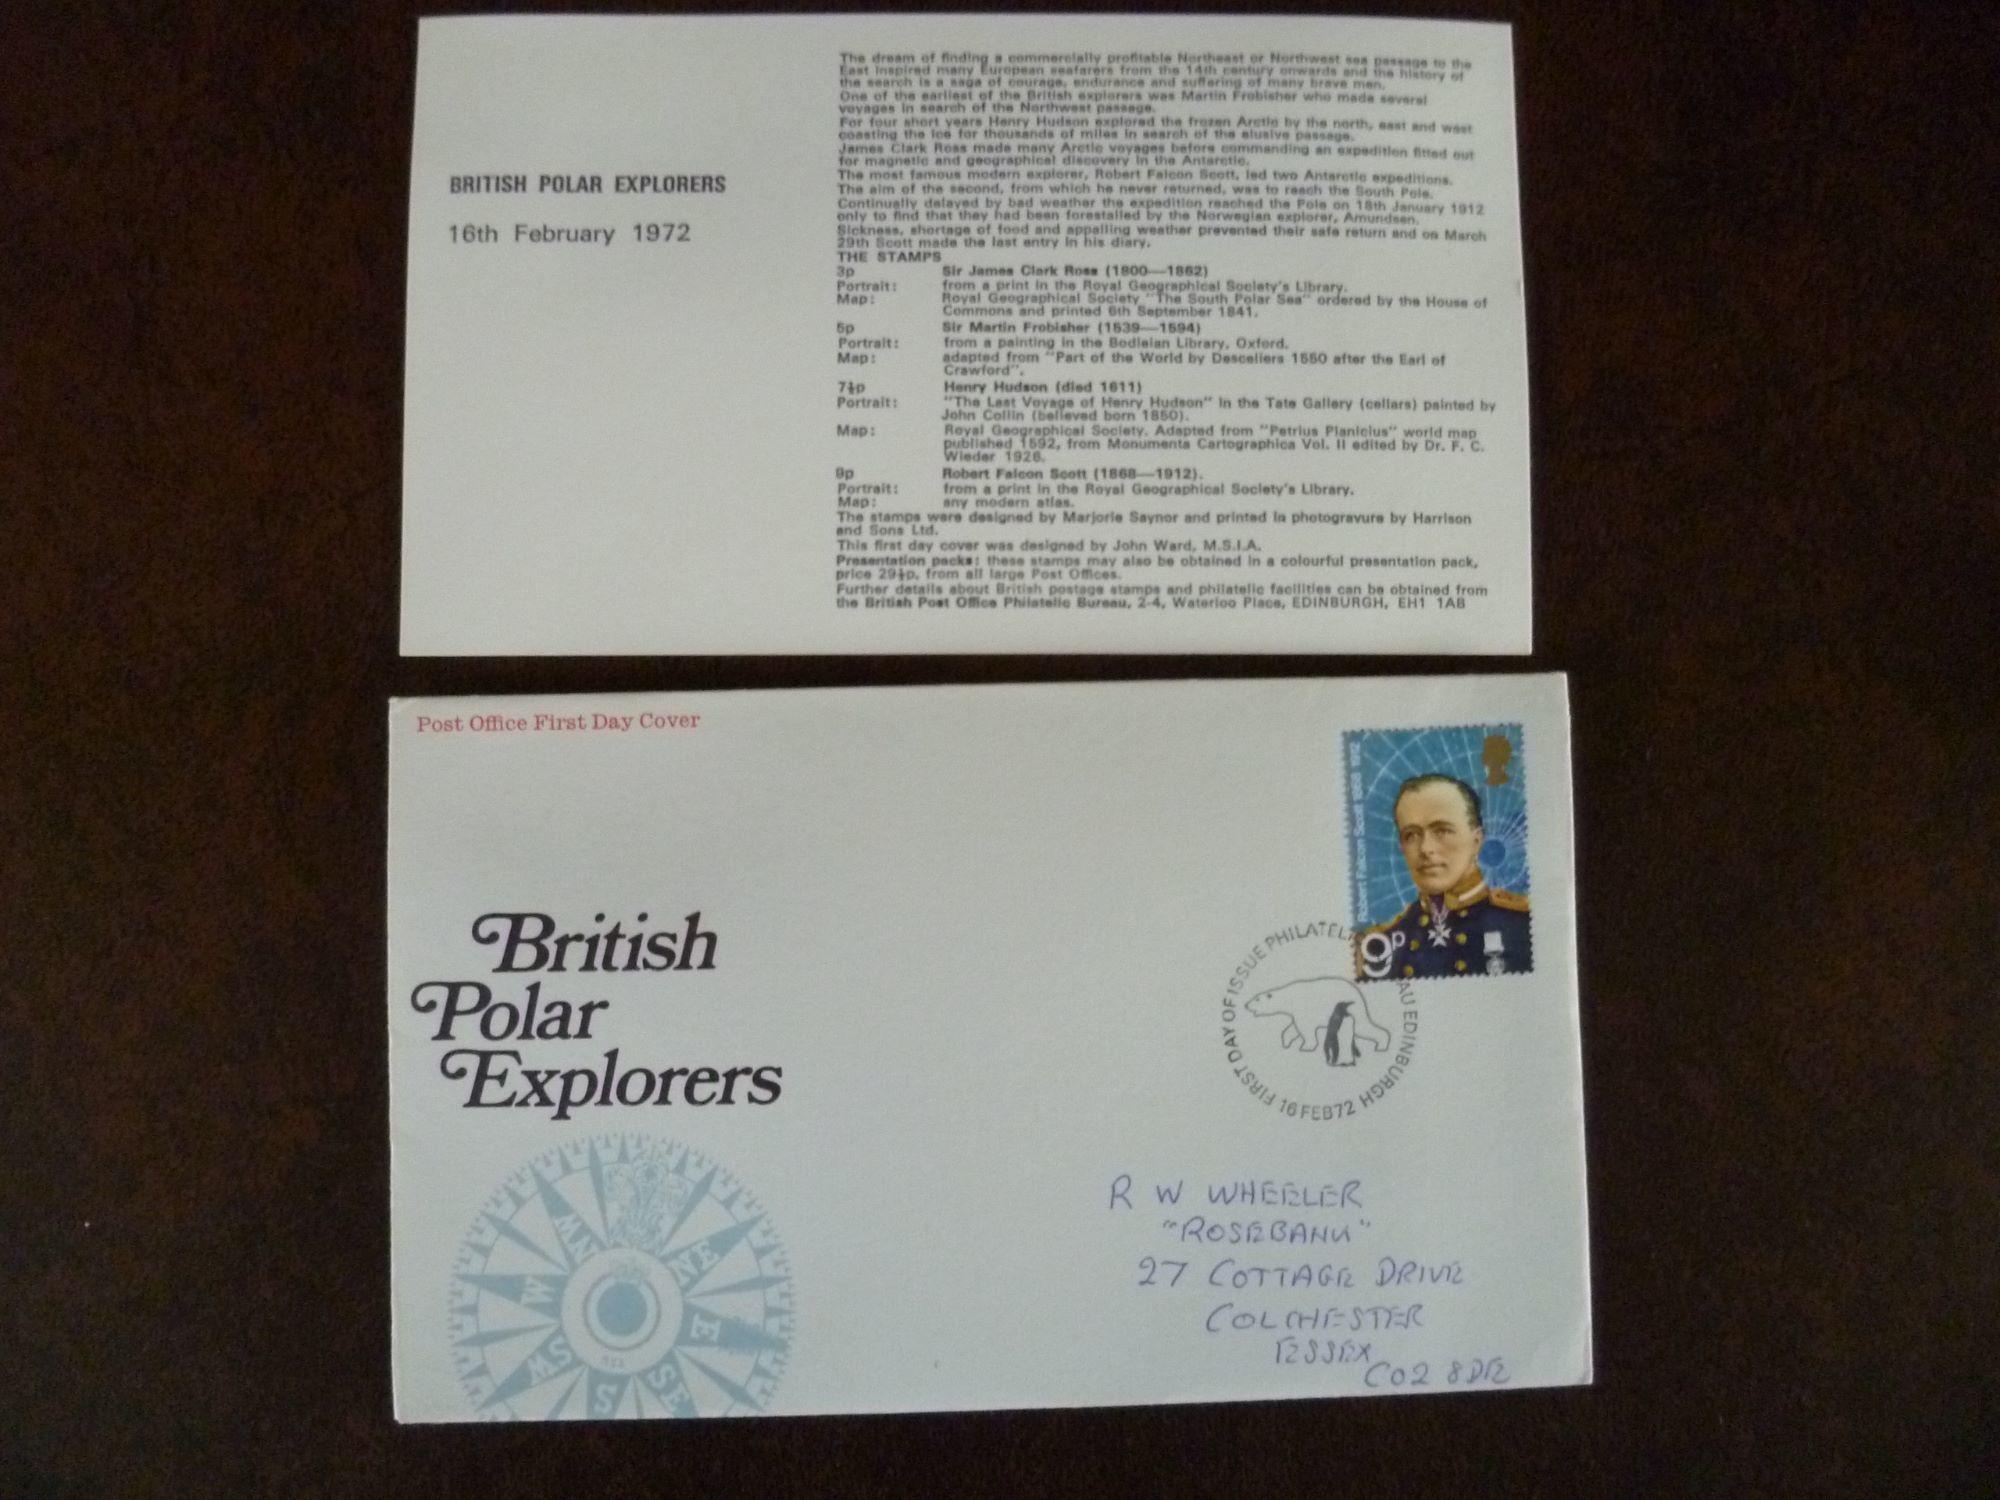 BRITISH POLAR EXPLORERS
16th February 1972
The dream of finding a commercially profitable Northeast or Northwest sea passage to the
East inspired many European seafarers from the 14th century onwards and the history of
the search is a saga of courage, endurance and suffering of many brave men.
One of the earliest of the British explorers was Martin Frobisher who made several
voyages in search of the Northwest passage.
For four short years Henry Hudson explored the frozen Arctic by the north, east and west
coasting the ice for thousands of miles in search of the elusive passage.
James Clark Ross made many Arctic voyages before commanding an expedition fitted out
for magnetic and geographical discovery in the Antarctic.
The most famous modern explorer, Robert Falcon Scott, led two Antarctic expeditions.
The aim of the second, from which he never returned, was to reach the South Pole.
Continually delayed by bad weather the expedition reached the Pole on 18th January 1912
only to find that they had been forestalled by the Norwegian explorer, Amundsen.
Sickness, shortage of food and appalling weather prevented their safe return and on March
29th Scott made the last entry in his diary.
THE STAMPS
3p Sir James Clark Ross (1800—1862)
Portrait: from a print in the Royal Geographical Society's Library.
Map: Royal Geographical Society "The South Polar Sea" ordered by the House of
Commons and printed 6th September 1841.
5p Sir Martin Frobisher (1539—1594)
Portrait: from a painting in the Bodleian Library, Oxford.
Map: adapted from "Part of the World by Desceliers 1550 after the Earl of
Crawford".
7½p Henry Hudson (died 1611)
Portrait: "The Last Voyage of Henry Hudson" in the Tate Gallery (cellars) painted by
John Collin (believed born 1850).
Map: Royal Geographical Society. Adapted from "Petrius Planicius" world map
published 1592, from Monumenta Cartographica Vol. II edited by Dr. F. C.
Wieder 1926.
9p Robert Falcon Scott (1868—1912).
Portrait: from a print in the Royal Geographical Society's Library.
Map: any modern atlas.
The stamps were designed by Marjorie Saynor and printed in photogravure by Harrison
and Sons Ltd.
This first day cover was designed by John Ward, M.S.I.A.
Presentation packs: these stamps may also be obtained in a colourful presentation pack,
price 29½p, from all large Post Offices.
Further details about British postage stamps and philatelic facilities can be obtained from
the British Post Office Philatelic Bureau, 2-4, Waterloo Place, EDINBURGH, EH1 1AB
Post Office First Day Cover
Robert Falcon Scott 1868 1912
9p
FIRST DAY OF ISSUE PHILATELI AU EDINBURGH
16 FEB 72
British
Polar
Explorers
NE
E
SE
S
SW
W
NW
R W WHEELER
"ROSEBANK"
27 COTTAGE DRIVE
COLCHESTER
ESSEX
CO2 8DE